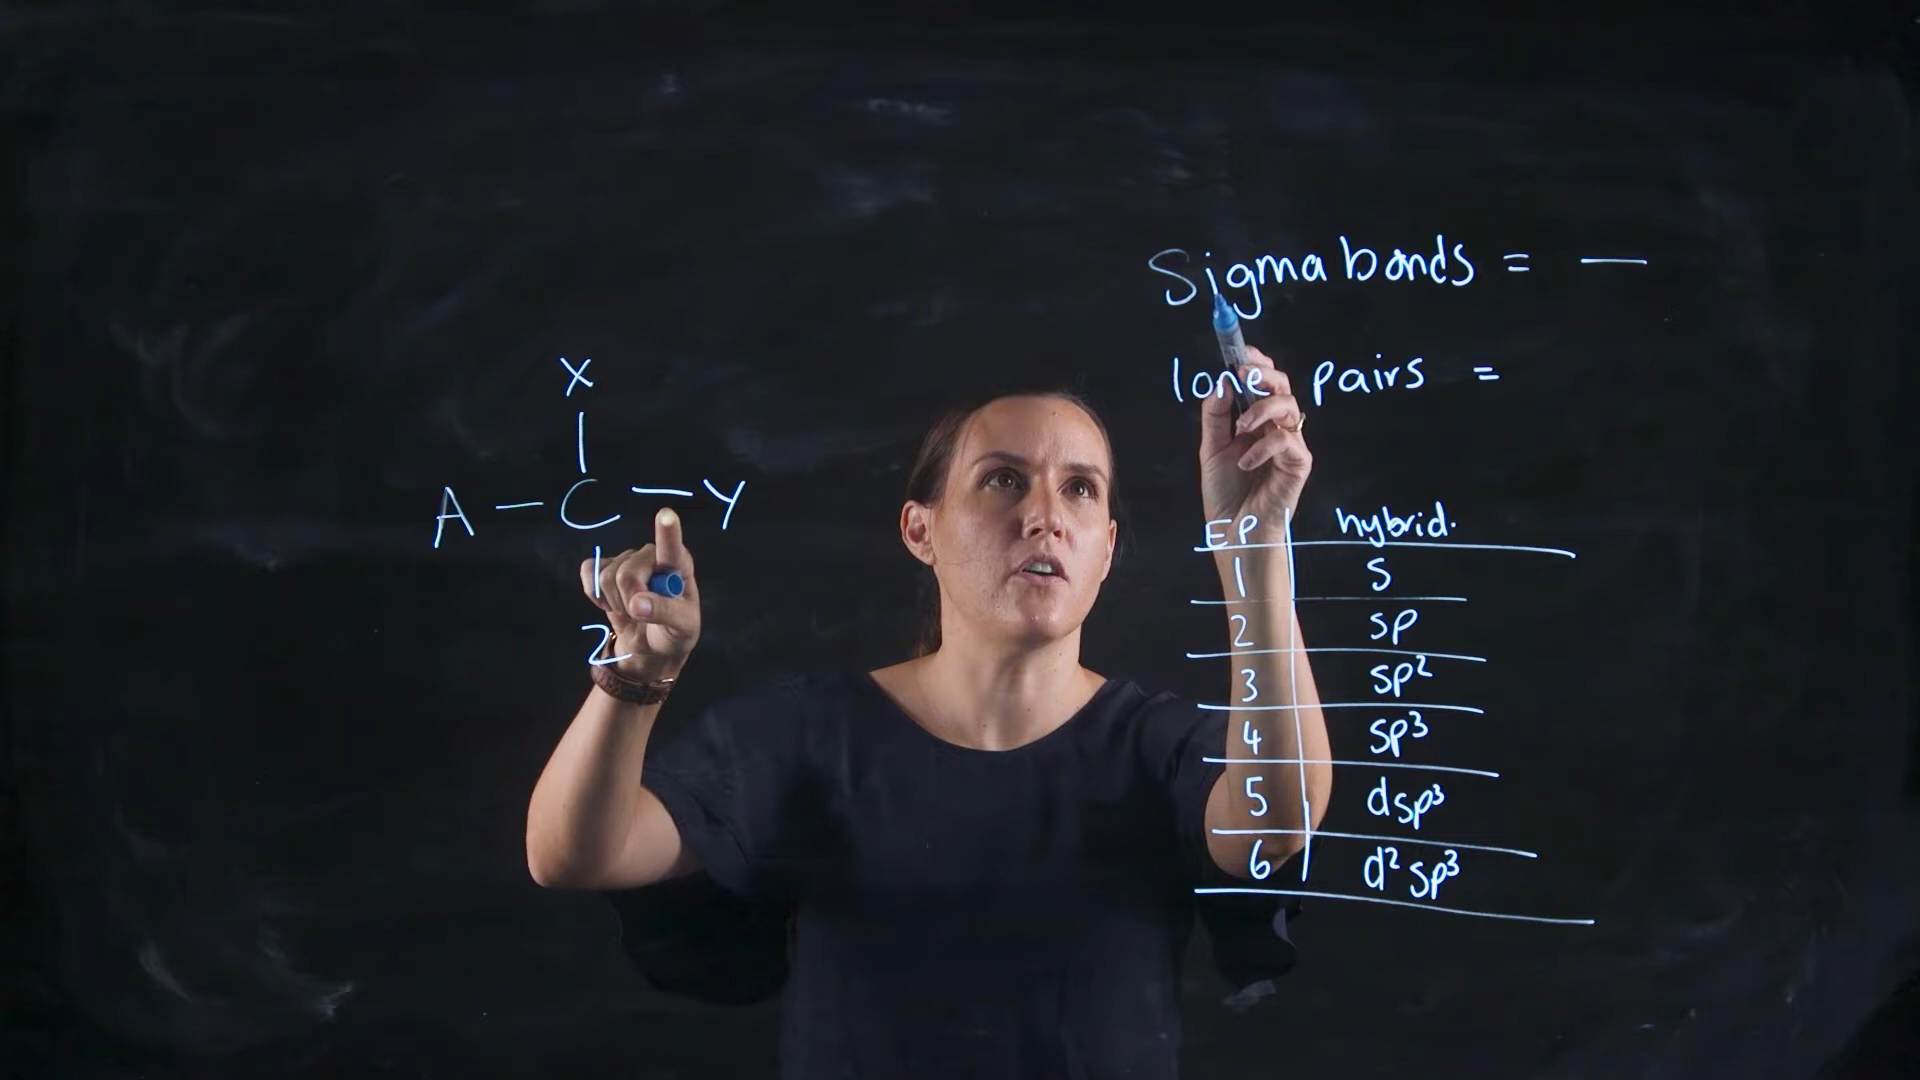 Sigma bonds = —
lone pairs =
X
|
A - C - Y
|
Z
EP | hybrid.
1 | s
2 | sp
3 | sp²
4 | sp³
5 | dsp³
6 | d²sp³